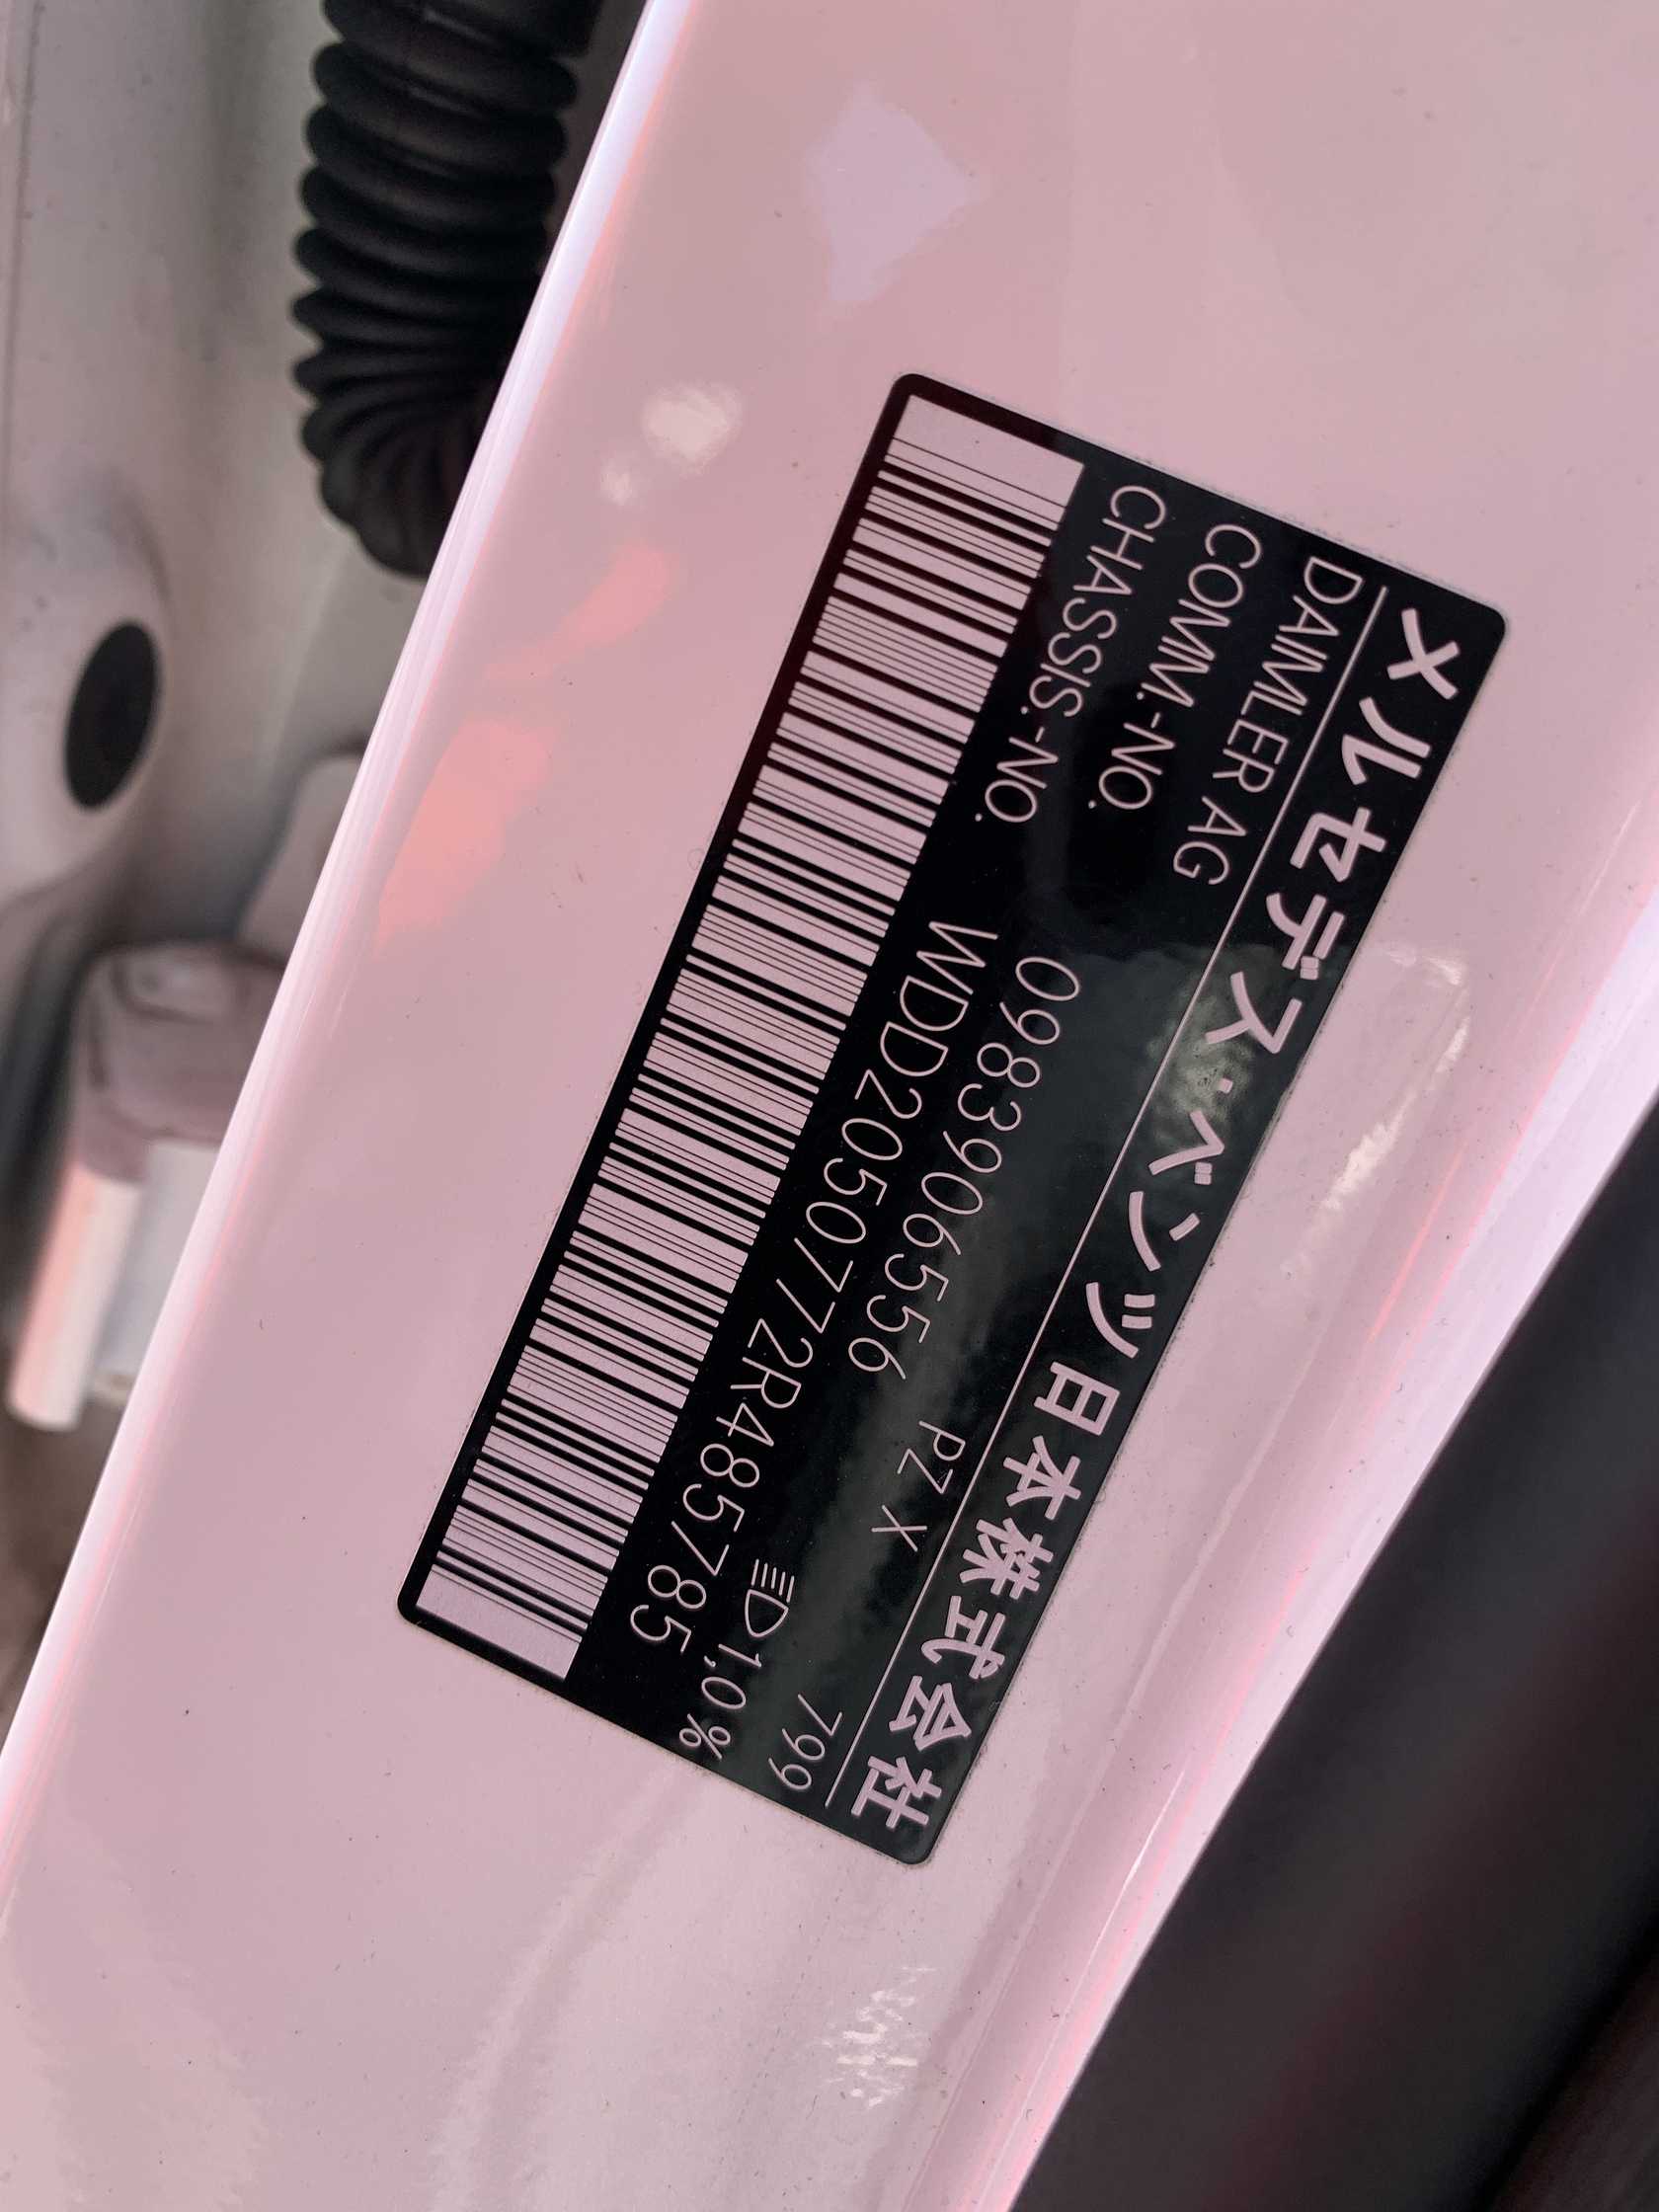 メルセデス・ベンツ日本株式会社
DAIMLER AG 799
COMM.-NO. 0983906556 PZ X
1,0%
CHASSIS.-NO. WDD2050772R485785